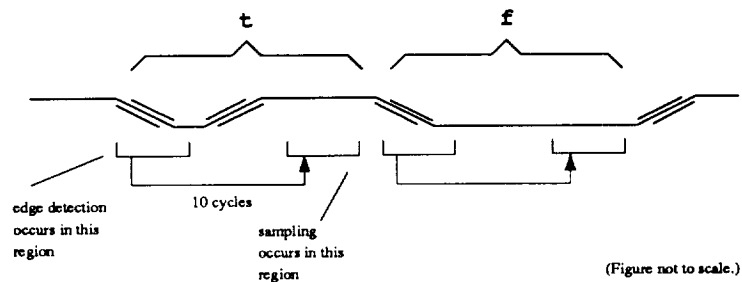 t
f
10 cycles
edge detection
occurs in this
region
sampling
occurs in this
region
(Figure not to scale.)